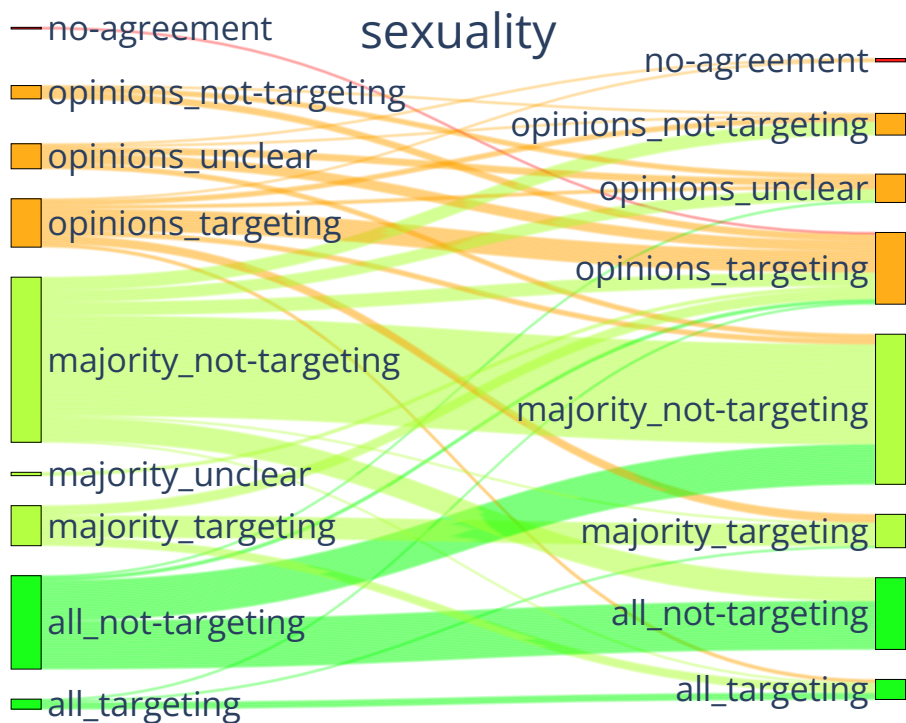 sexuality
no-agreement
opinions_not-targeting
opinions_unclear
opinions_targeting
majority_not-targeting
majority_unclear
majority_targeting
all_not-targeting
all_targeting
no-agreement
opinions_not-targeting
opinions_unclear
opinions_targeting
majority_not-targeting
majority_targeting
all_not-targeting
all_targeting